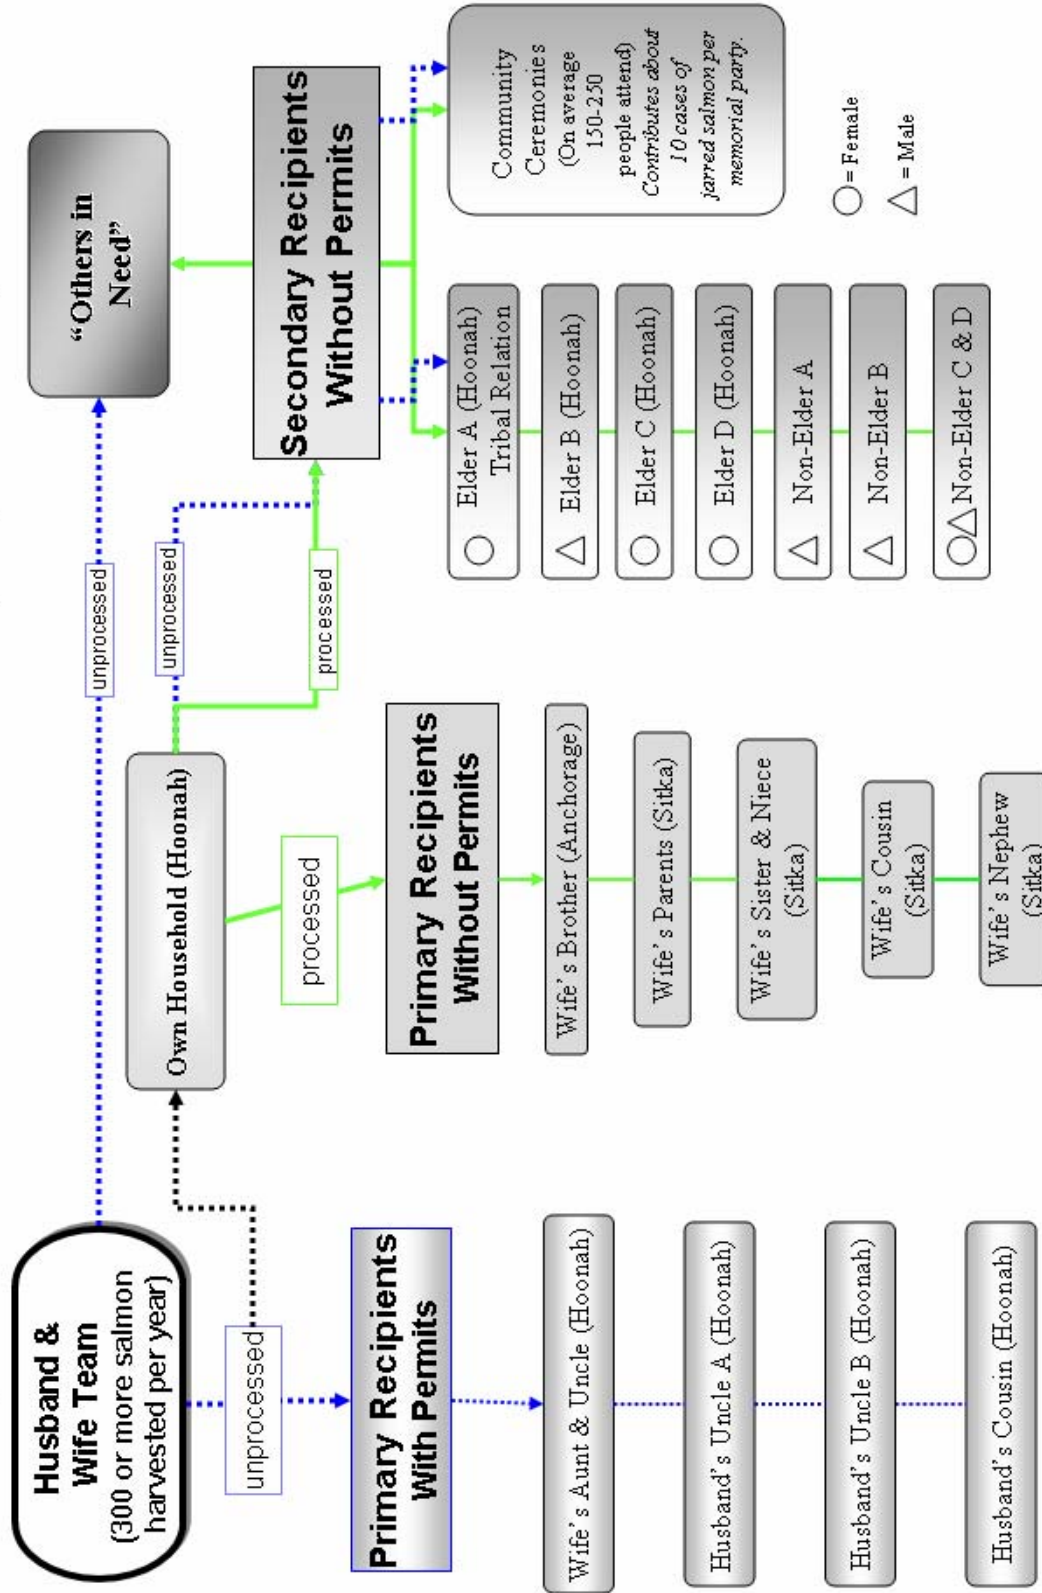 Husband &
Wife Team
(300 or more salmon
harvested per year)
unprocessed
Primary Recipients
With Permits
Wife's Aunt & Uncle (Hoonah)
Husband's Uncle A (Hoonah)
Husband's Uncle B (Hoonah)
Husband's Cousin (Hoonah)
unprocessed
Own Household (Hoonah)
processed
Primary Recipients
Without Permits
Wife's Brother (Anchorage)
Wife's Parents (Sitka)
Wife's Sister & Niece
(Sitka)
Wife's Cousin
(Sitka)
Wife's Nephew
(Sitka)
unprocessed
processed
"Others in
Need"
Secondary Recipients
Without Permits
Elder A (Hoonah)
Tribal Relation
Elder B (Hoonah)
Elder C (Hoonah)
Elder D (Hoonah)
Non-Elder A
Non-Elder B
Non-Elder C & D
Community
Ceremonies
(On average
150-250
people attend)
Contributes about
10 cases of
jarred salmon per
memorial party.
= Female
= Male